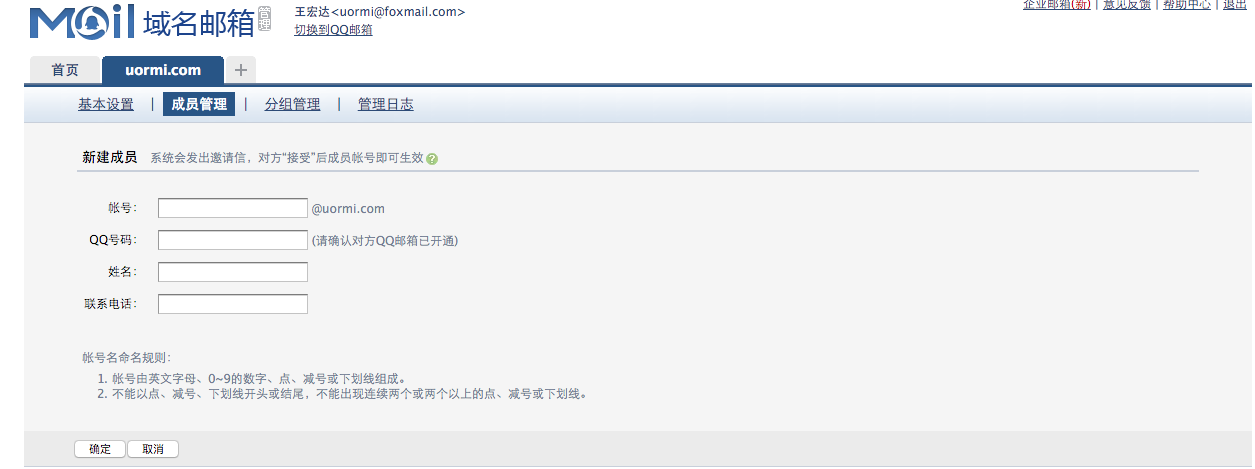 企业邮箱(新) | 意见反馈 | 帮助中心 | 退出
Mail 域名邮箱 管理
王宏达<uormi@foxmail.com>
切换到QQ邮箱
首页 uormi.com +
基本设置 | 成员管理 | 分组管理 | 管理日志
新建成员 系统会发出邀请信，对方“接受”后成员帐号即可生效 ?
帐号： @uormi.com
QQ号码： (请确认对方QQ邮箱已开通)
姓名：
联系电话：
帐号名命名规则：
1. 帐号由英文字母、0~9的数字、点、减号或下划线组成。
2. 不能以点、减号、下划线开头或结尾，不能出现连续两个或两个以上的点、减号或下划线。
确定 取消